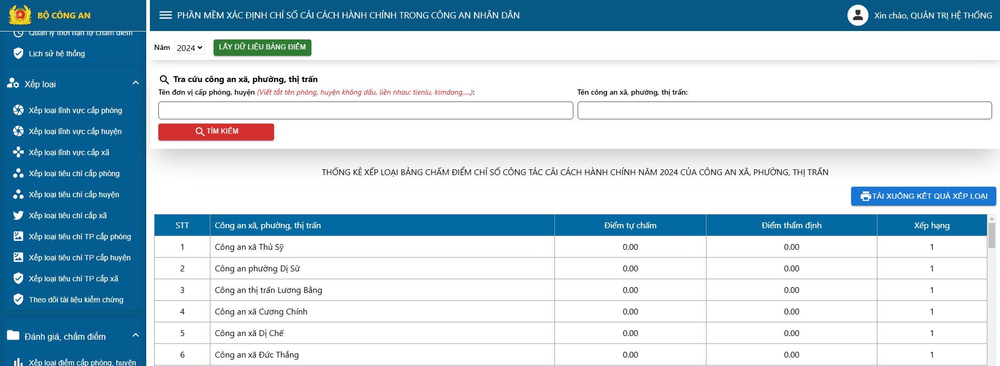 BỘ CÔNG AN
PHẦN MỀM XÁC ĐỊNH CHỈ SỐ CẢI CÁCH HÀNH CHÍNH TRONG CÔNG AN NHÂN DÂN
Xin chào, QUẢN TRỊ HỆ THỐNG
Quản lý thời hạn tự chấm điểm
Lịch sử hệ thống
Xếp loại
Xếp loại lĩnh vực cấp phòng
Xếp loại lĩnh vực cấp huyện
Xếp loại lĩnh vực cấp xã
Xếp loại tiêu chí cấp phòng
Xếp loại tiêu chí cấp huyện
Xếp loại tiêu chí cấp xã
Xếp loại tiêu chí TP cấp phòng
Xếp loại tiêu chí TP cấp huyện
Xếp loại tiêu chí TP cấp xã
Theo dõi tài liệu kiểm chứng
Đánh giá, chấm điểm
Xếp loại điểm cấp phòng, huyện
Năm 2024 LẤY DỮ LIỆU BẢNG ĐIỂM
Tra cứu công an xã, phường, thị trấn
Tên đơn vị cấp phòng, huyện (Viết tắt tên phòng, huyện không dấu, liền nhau: tienlu, kimdong,....):
Tên công an xã, phường, thị trấn:
TÌM KIẾM
THỐNG KÊ XẾP LOẠI BẢNG CHẤM ĐIỂM CHỈ SỐ CÔNG TÁC CẢI CÁCH HÀNH CHÍNH NĂM 2024 CỦA CÔNG AN XÃ, PHƯỜNG, THỊ TRẤN
TẢI XUỐNG KẾT QUẢ XẾP LOẠI
STT Công an xã, phường, thị trấn Điểm tự chấm Điểm thẩm định Xếp hạng
1 Công an xã Thủ Sỹ 0.00 0.00 1
2 Công an phường Dị Sử 0.00 0.00 1
3 Công an thị trấn Lương Bằng 0.00 0.00 1
4 Công an xã Cương Chính 0.00 0.00 1
5 Công an xã Dị Chế 0.00 0.00 1
6 Công an xã Đức Thắng 0.00 0.00 1